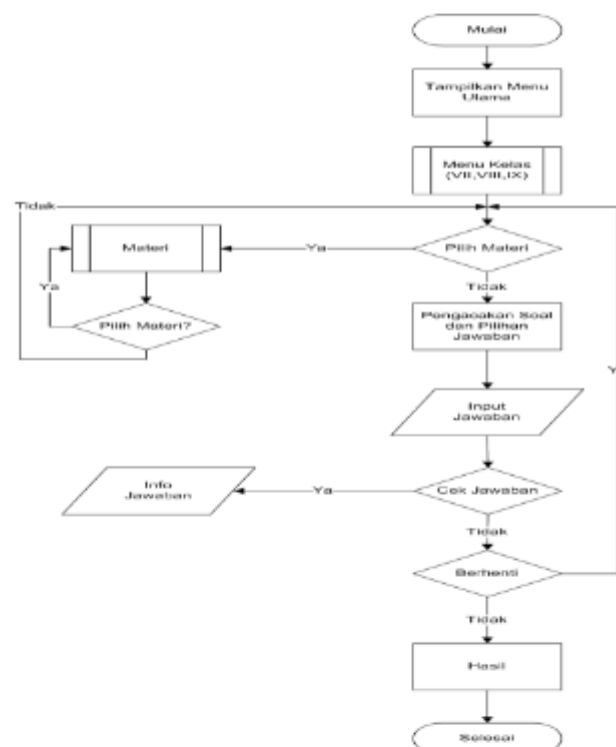 Mulai
Tampilkan Menu
Utama
Menu Kelas
(VII,VIII,IX)
Tidak
Materi
Ya
Pilih Materi
Ya
Tidak
Pilih Materi?
Pengacakan Soal
dan Pilihan
Jawaban
Y
Input
Jawaban
Info
Jawaban
Ya
Cek Jawaban
Tidak
Berhenti
Tidak
Hasil
Selesai